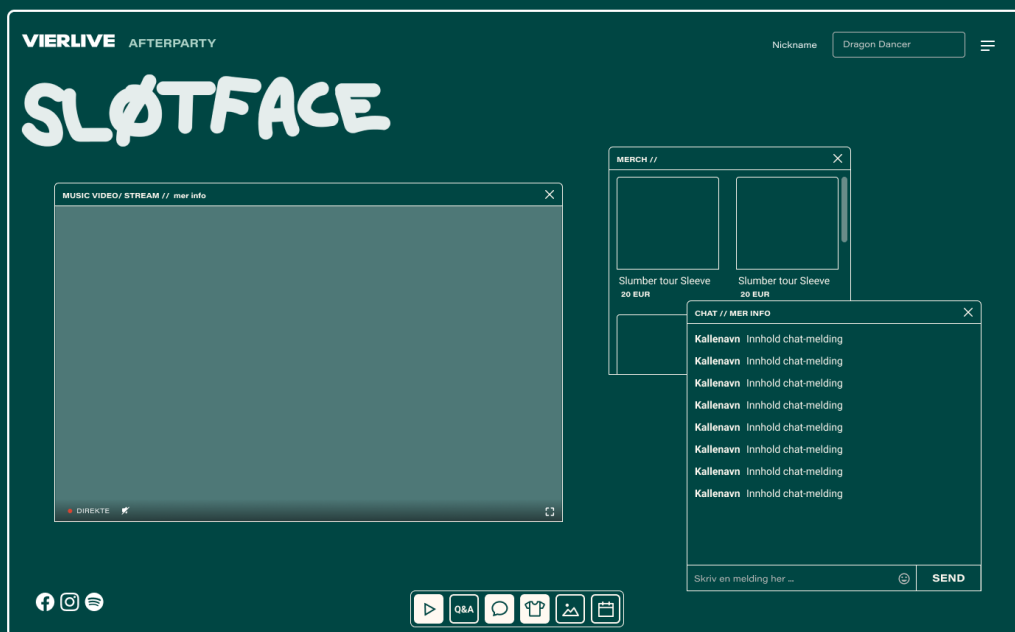 VIERLIVE AFTERPARTY
Nickname Dragon Dancer
SLØTFACE
MUSIC VIDEO/ STREAM // mer info
DIREKTE
MERCH //
Slumber tour Sleeve
20 EUR
Slumber tour Sleeve
20 EUR
CHAT // MER INFO
Kallenavn Innhold chat-melding
Kallenavn Innhold chat-melding
Kallenavn Innhold chat-melding
Kallenavn Innhold chat-melding
Kallenavn Innhold chat-melding
Kallenavn Innhold chat-melding
Kallenavn Innhold chat-melding
Kallenavn Innhold chat-melding
Skriv en melding her ...
SEND
Q&A